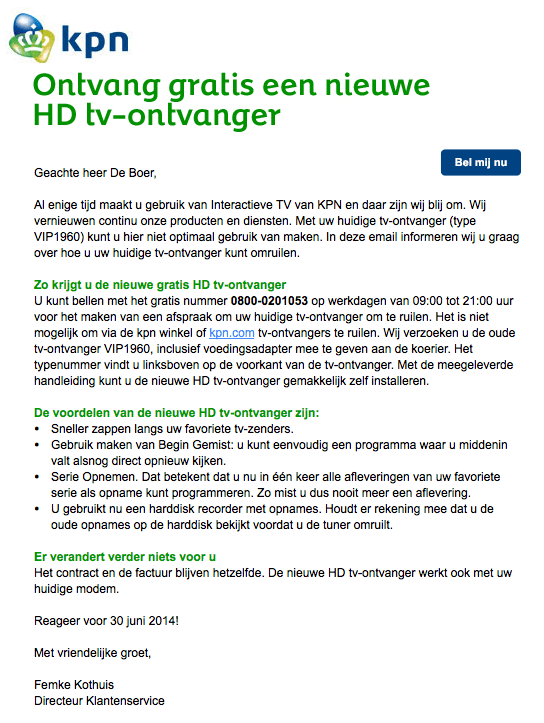 kpn
Ontvang gratis een nieuwe
HD tv-ontvanger
Bel mij nu
Geachte heer De Boer,
Al enige tijd maakt u gebruik van Interactieve TV van KPN en daar zijn wij blij om. Wij
vernieuwen continu onze producten en diensten. Met uw huidige tv-ontvanger (type
VIP1960) kunt u hier niet optimaal gebruik van maken. In deze email informeren wij u graag
over hoe u uw huidige tv-ontvanger kunt omruilen.
Zo krijgt u de nieuwe gratis HD tv-ontvanger
U kunt bellen met het gratis nummer 0800-0201053 op werkdagen van 09:00 tot 21:00 uur
voor het maken van een afspraak om uw huidige tv-ontvanger om te ruilen. Het is niet
mogelijk om via de kpn winkel of kpn.com tv-ontvangers te ruilen. Wij verzoeken u de oude
tv-ontvanger VIP1960, inclusief voedingsadapter mee te geven aan de koerier. Het
typenummer vindt u linksboven op de voorkant van de tv-ontvanger. Met de meegeleverde
handleiding kunt u de nieuwe HD tv-ontvanger gemakkelijk zelf installeren.
De voordelen van de nieuwe HD tv-ontvanger zijn:
• Sneller zappen langs uw favoriete tv-zenders.
• Gebruik maken van Begin Gemist: u kunt eenvoudig een programma waar u middenin
valt alsnog direct opnieuw kijken.
• Serie Opnemen. Dat betekent dat u nu in één keer alle afleveringen van uw favoriete
serie als opname kunt programmeren. Zo mist u dus nooit meer een aflevering.
• U gebruikt nu een harddisk recorder met opnames. Houdt er rekening mee dat u de
oude opnames op de harddisk bekijkt voordat u de tuner omruilt.
Er verandert verder niets voor u
Het contract en de factuur blijven hetzelfde. De nieuwe HD tv-ontvanger werkt ook met uw
huidige modem.
Reageer voor 30 juni 2014!
Met vriendelijke groet,
Femke Kothuis
Directeur Klantenservice